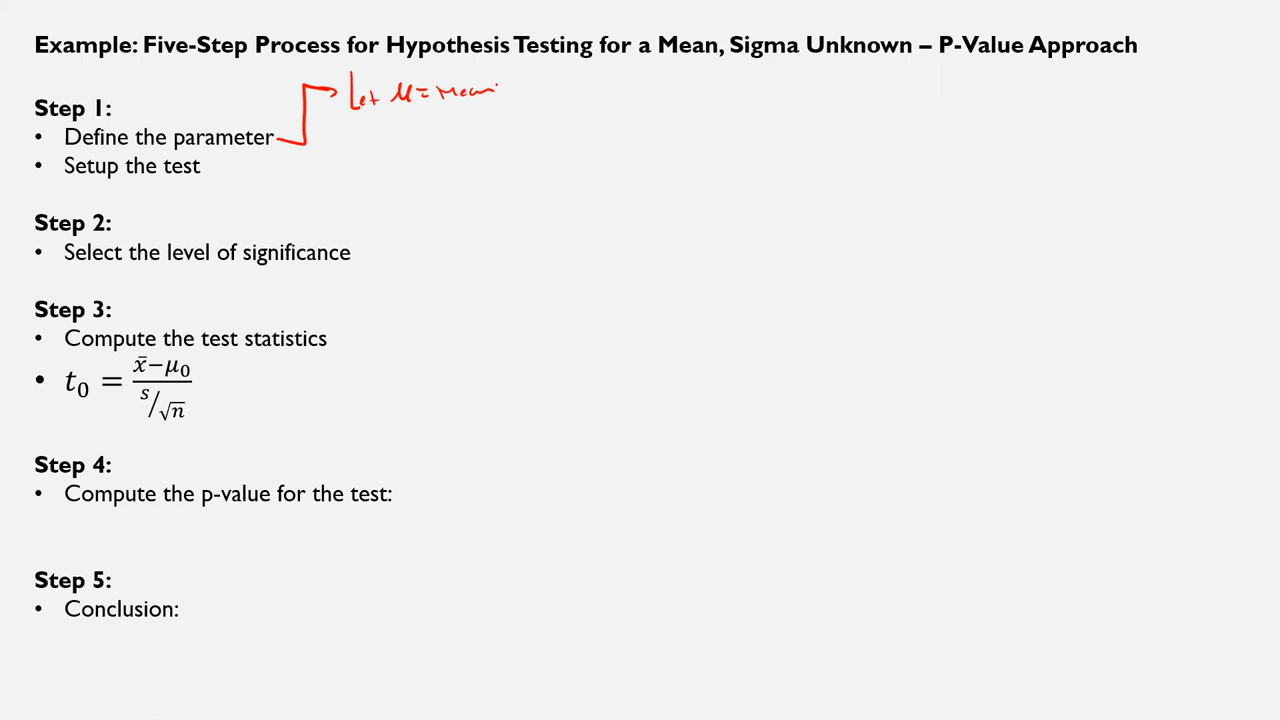 Example: Five-Step Process for Hypothesis Testing for a Mean, Sigma Unknown – P-Value Approach
Let μ = Mean
Step 1:
• Define the parameter
• Setup the test
Step 2:
• Select the level of significance
Step 3:
• Compute the test statistics
• t₀ = (x̄−μ₀)/(s/√n)
Step 4:
• Compute the p-value for the test:
Step 5:
• Conclusion: